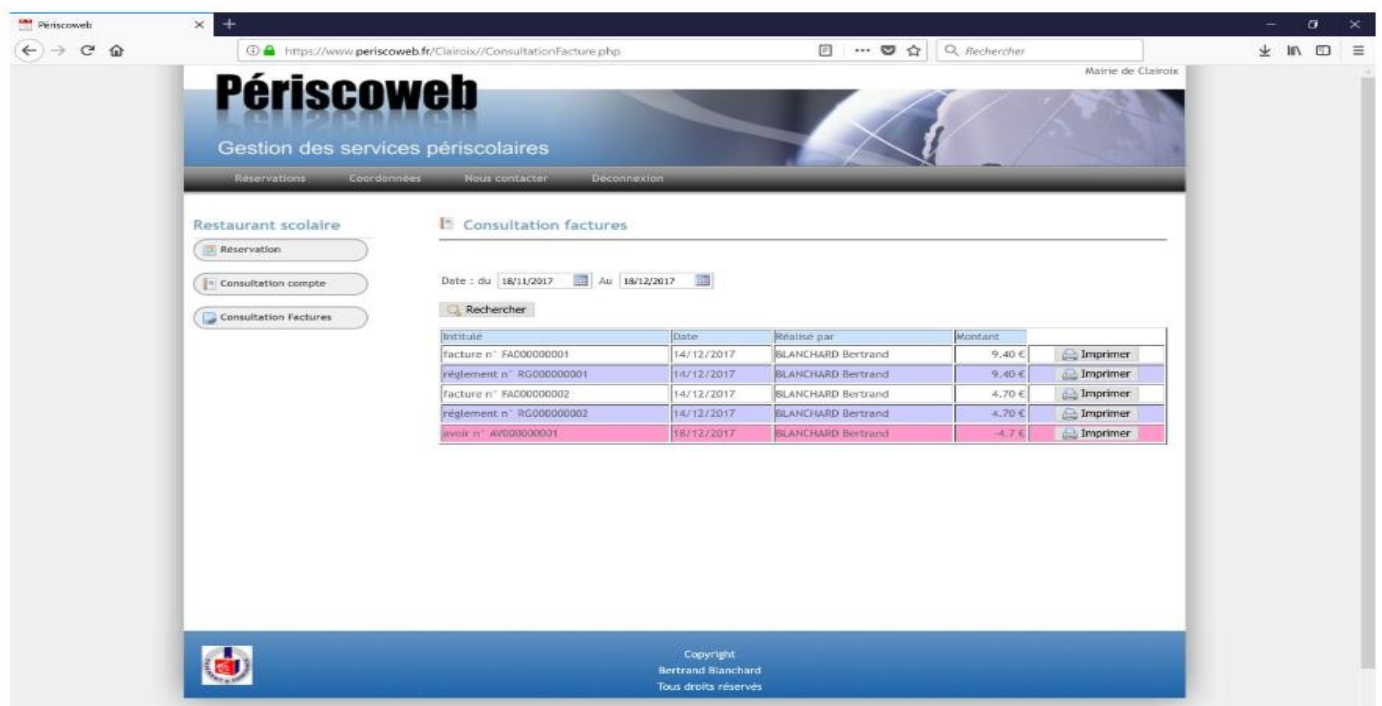 Périscoweb
https://www.periscoweb.fr/Clairoix//ConsultationFacture.php
Rechercher
Mairie de Clairoix
Périscoweb
Gestion des services périscolaires
Réservations Coordonnées Nous contacter Déconnexion
Restaurant scolaire
Réservation
Consultation compte
Consultation Factures
Consultation factures
Date : du 18/11/2017 Au 18/12/2017
Rechercher
Intitulé Date Réalisé par Montant
facture n° FA000000001 14/12/2017 BLANCHARD Bertrand 9.40 € Imprimer
réglement n° RG000000001 14/12/2017 BLANCHARD Bertrand 9.40 € Imprimer
facture n° FA000000002 14/12/2017 BLANCHARD Bertrand 4.70 € Imprimer
réglement n° RG000000002 14/12/2017 BLANCHARD Bertrand 4.70 € Imprimer
avoir n° AV000000001 18/12/2017 BLANCHARD Bertrand -4.7 € Imprimer
Copyright
Bertrand Blanchard
Tous droits réservés